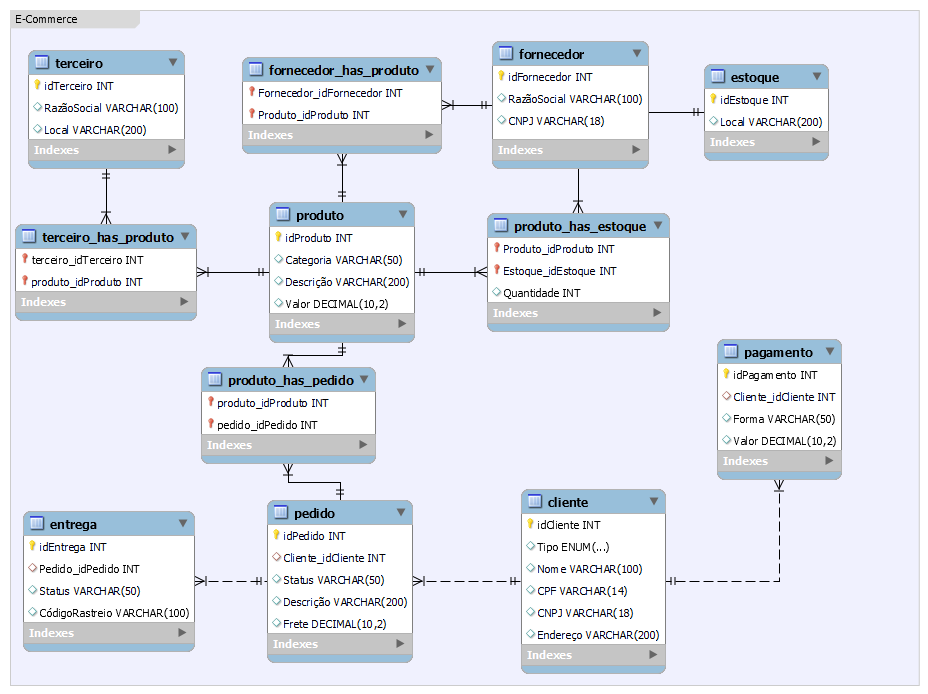 E-Commerce
terceiro
idTerceiro INT
RazãoSocial VARCHAR(100)
Local VARCHAR(200)
Indexes
fornecedor_has_produto
Fornecedor_idFornecedor INT
Produto_idProduto INT
Indexes
fornecedor
idFornecedor INT
RazãoSocial VARCHAR(100)
CNPJ VARCHAR(18)
Indexes
estoque
idEstoque INT
Local VARCHAR(200)
Indexes
terceiro_has_produto
terceiro_idTerceiro INT
produto_idProduto INT
Indexes
produto
idProduto INT
Categoria VARCHAR(50)
Descrição VARCHAR(200)
Valor DECIMAL(10,2)
Indexes
produto_has_estoque
Produto_idProduto INT
Estoque_idEstoque INT
Quantidade INT
Indexes
produto_has_pedido
produto_idProduto INT
pedido_idPedido INT
Indexes
pagamento
idPagamento INT
Cliente_idCliente INT
Forma VARCHAR(50)
Valor DECIMAL(10,2)
Indexes
entrega
idEntrega INT
Pedido_idPedido INT
Status VARCHAR(50)
CódigoRastreio VARCHAR(100)
Indexes
pedido
idPedido INT
Cliente_idCliente INT
Status VARCHAR(50)
Descrição VARCHAR(200)
Frete DECIMAL(10,2)
Indexes
cliente
idCliente INT
Tipo ENUM(...)
Nome VARCHAR(100)
CPF VARCHAR(14)
CNPJ VARCHAR(18)
Endereço VARCHAR(200)
Indexes